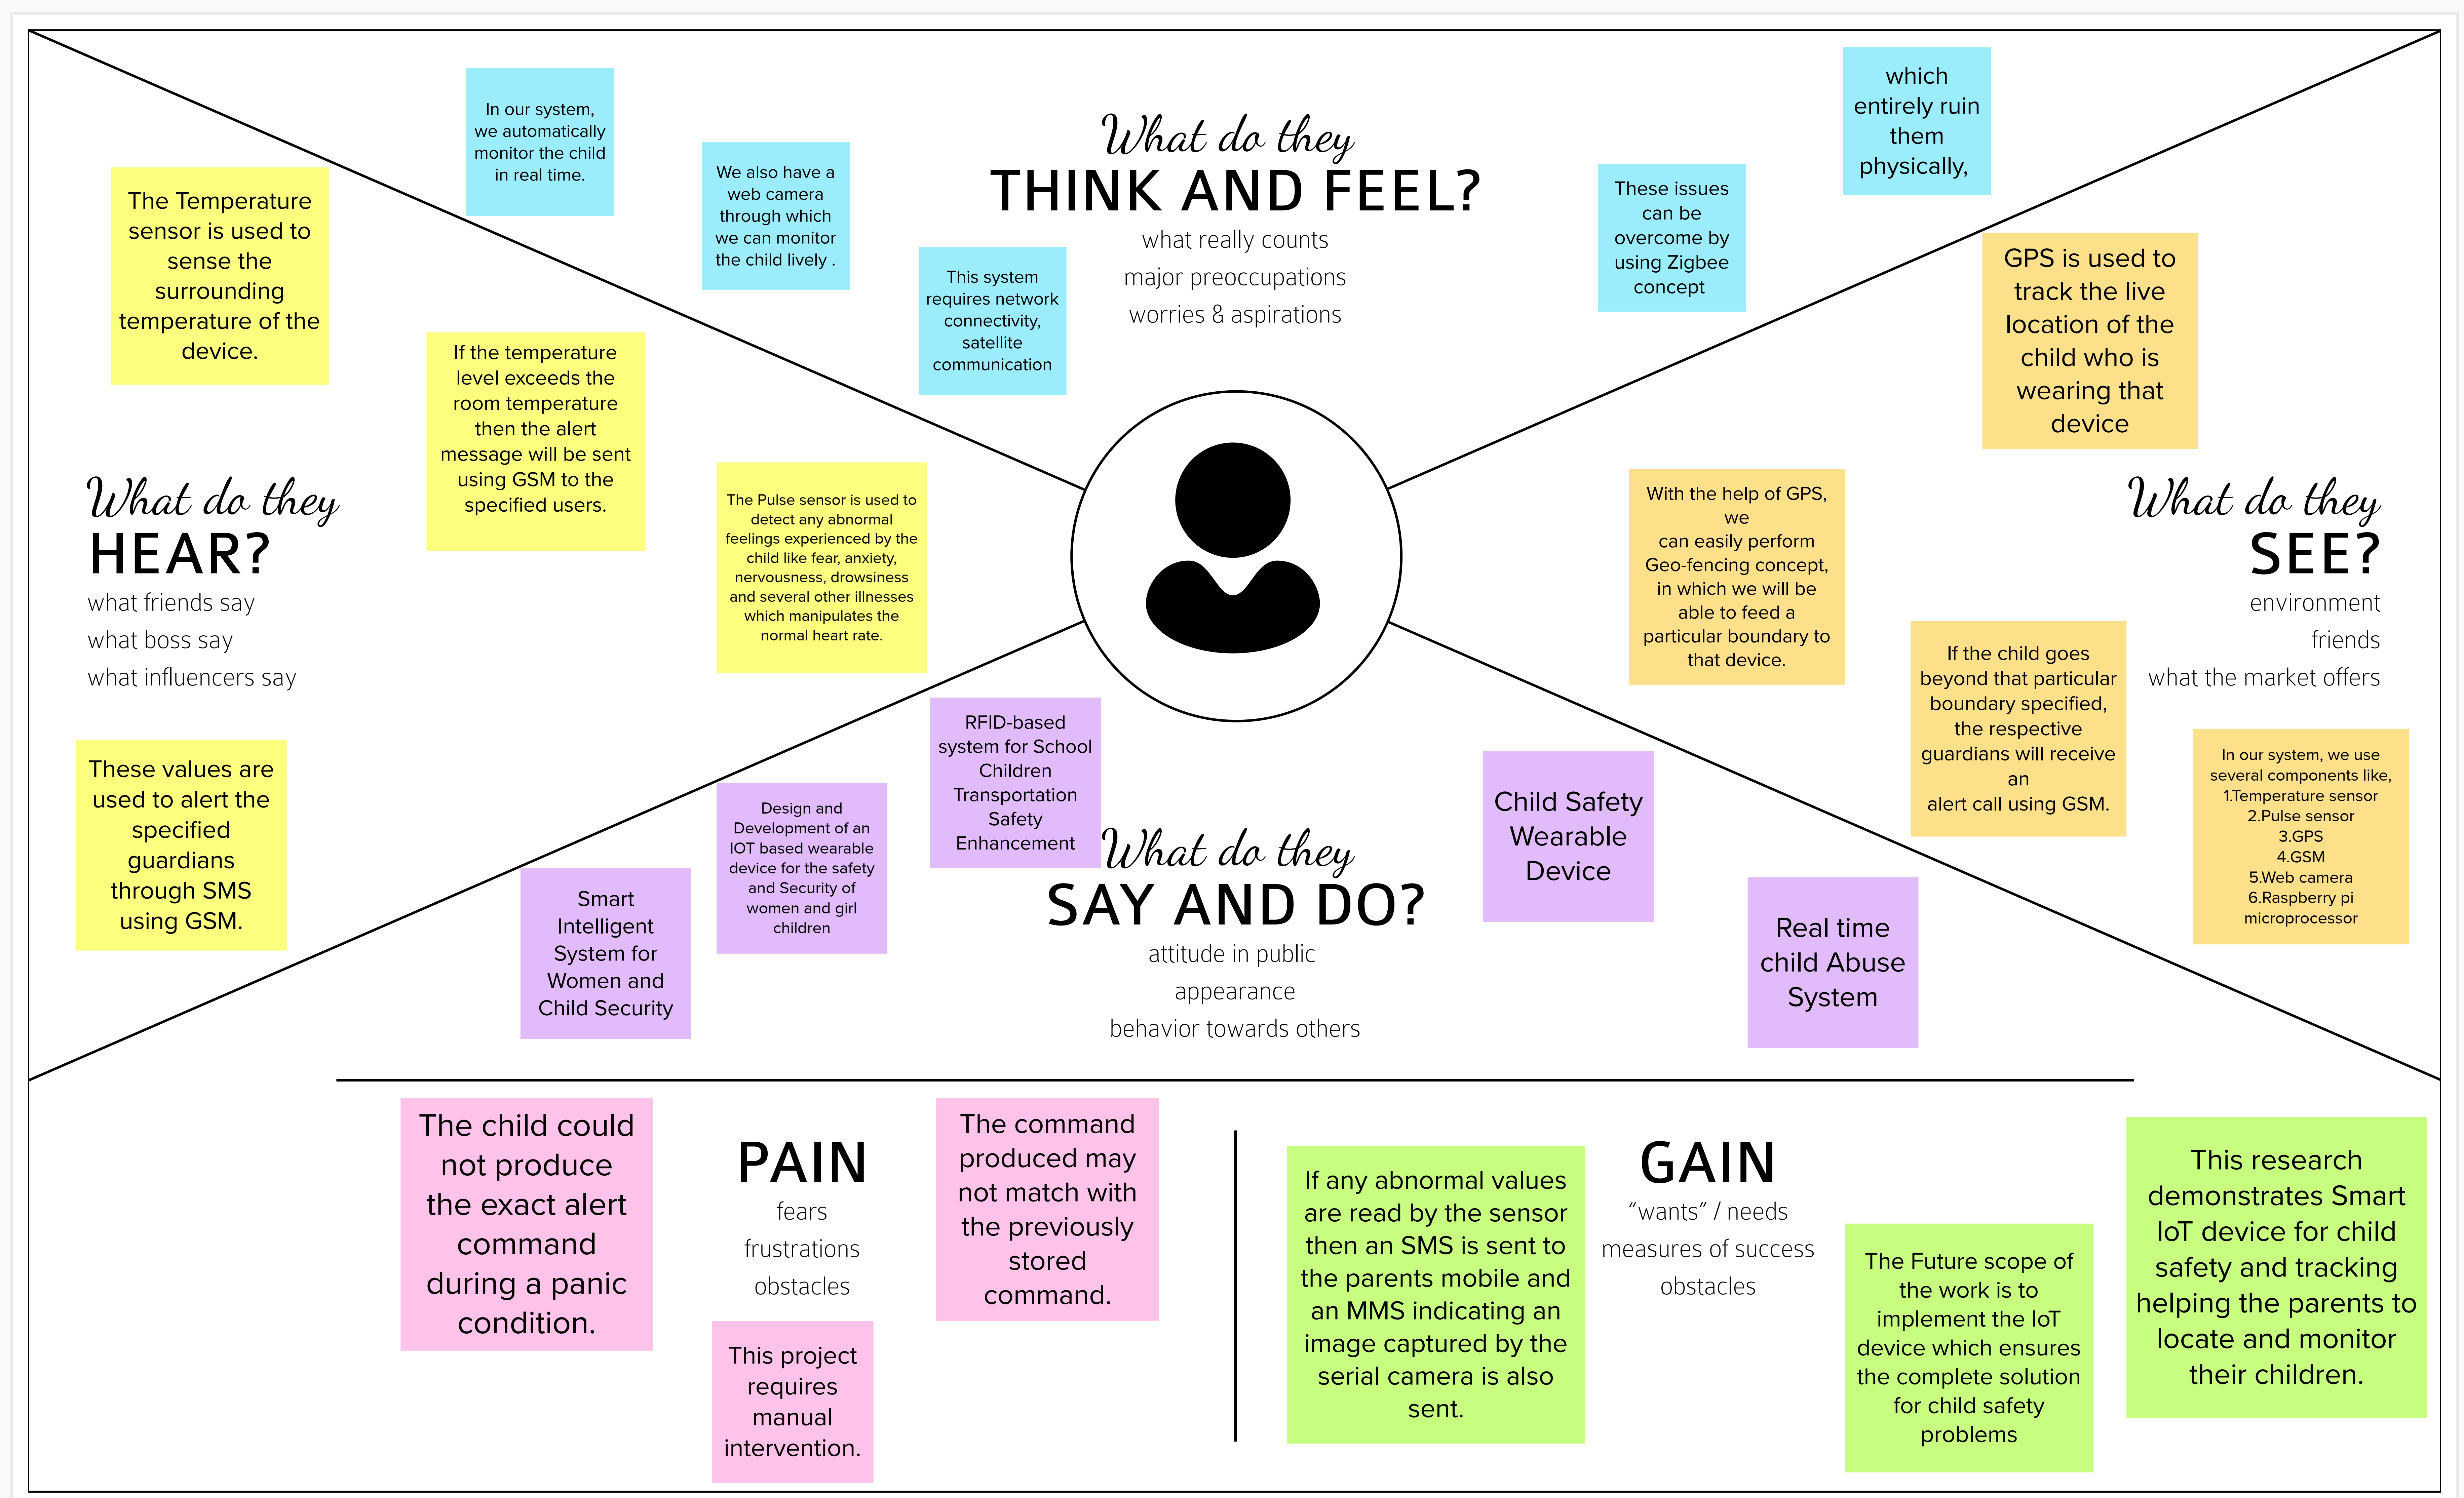 In our system,
we automatically
monitor the child
in real time.
We also have a
web camera
through which
we can monitor
the child lively .
This system
requires network
connectivity,
satellite
communication
What do they
THINK AND FEEL?
what really counts
major preoccupations
worries & aspirations
These issues
can be
overcome by
using Zigbee
concept
which
entirely ruin
them
physically,
The Temperature
sensor is used to
sense the
surrounding
temperature of the
device.
If the temperature
level exceeds the
room temperature
then the alert
message will be sent
using GSM to the
specified users.
The Pulse sensor is used to
detect any abnormal
feelings experienced by the
child like fear, anxiety,
nervousness, drowsiness
and several other illnesses
which manipulates the
normal heart rate.
What do they
HEAR?
what friends say
what boss say
what influencers say
These values are
used to alert the
specified
guardians
through SMS
using GSM.
GPS is used to
track the live
location of the
child who is
wearing that
device
With the help of GPS,
we
can easily perform
Geo-fencing concept,
in which we will be
able to feed a
particular boundary to
that device.
What do they
SEE?
environment
friends
what the market offers
If the child goes
beyond that particular
boundary specified,
the respective
guardians will receive
an
alert call using GSM.
In our system, we use
several components like,
1.Temperature sensor
2.Pulse sensor
3.GPS
4.GSM
5.Web camera
6.Raspberry pi
microprocessor
Smart
Intelligent
System for
Women and
Child Security
Design and
Development of an
IOT based wearable
device for the safety
and Security of
women and girl
children
RFID-based
system for School
Children
Transportation
Safety
Enhancement
What do they
SAY AND DO?
attitude in public
appearance
behavior towards others
Child Safety
Wearable
Device
Real time
child Abuse
System
The child could
not produce
the exact alert
command
during a panic
condition.
PAIN
fears
frustrations
obstacles
This project
requires
manual
intervention.
The command
produced may
not match with
the previously
stored
command.
If any abnormal values
are read by the sensor
then an SMS is sent to
the parents mobile and
an MMS indicating an
image captured by the
serial camera is also
sent.
GAIN
“wants” / needs
measures of success
obstacles
The Future scope of
the work is to
implement the IoT
device which ensures
the complete solution
for child safety
problems
This research
demonstrates Smart
IoT device for child
safety and tracking
helping the parents to
locate and monitor
their children.